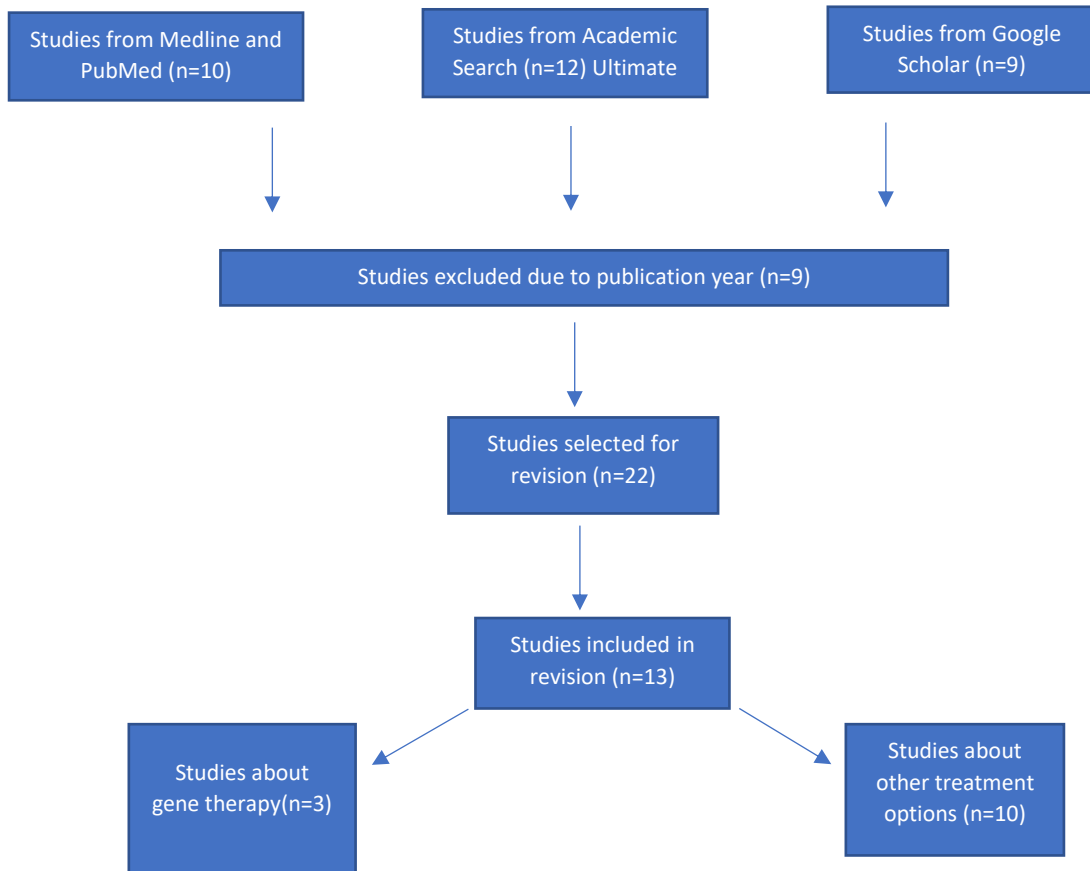 Studies from Medline and
PubMed (n=10)
Studies from Academic
Search (n=12) Ultimate
Studies from Google
Scholar (n=9)
Studies excluded due to publication year (n=9)
Studies selected for
revision (n=22)
Studies included in
revision (n=13)
Studies about
gene therapy(n=3)
Studies about
other treatment
options (n=10)